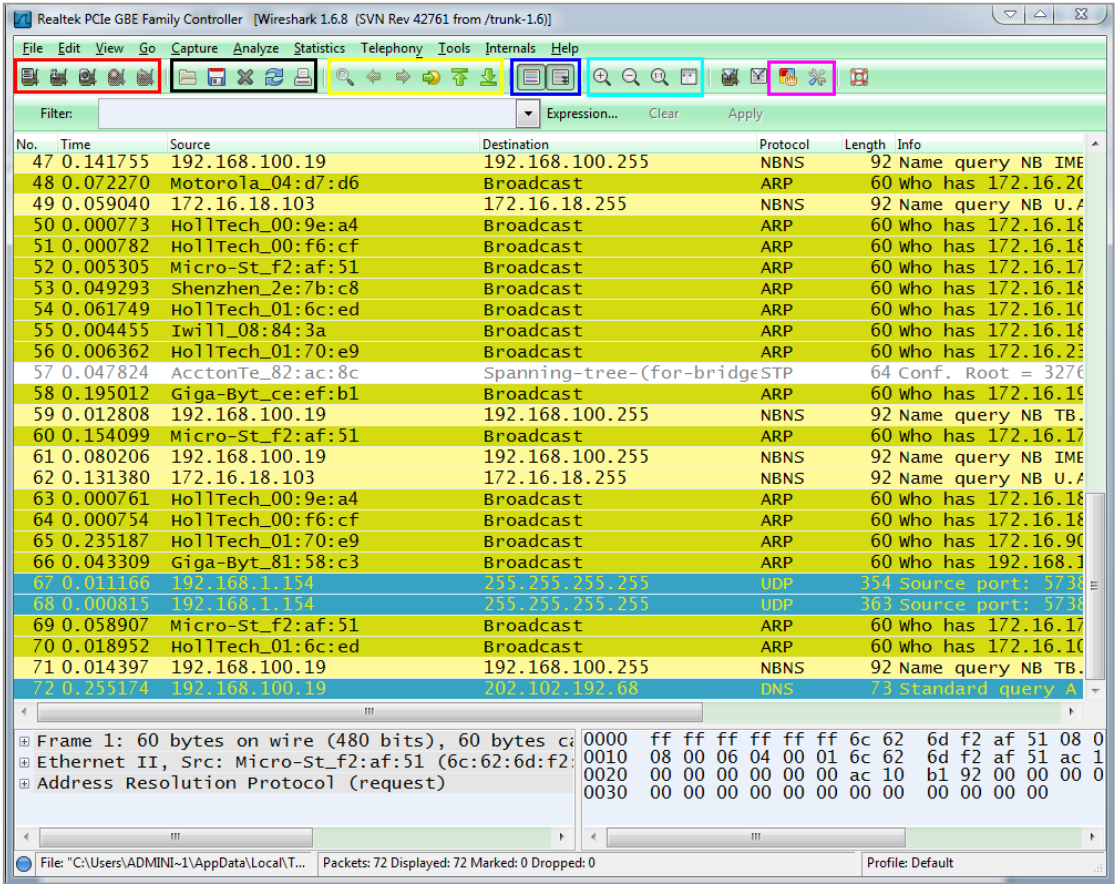 Realtek PCIe GBE Family Controller [Wireshark 1.6.8 (SVN Rev 42761 from /trunk-1.6)]
File Edit View Go Capture Analyze Statistics Telephony Tools Internals Help
Filter: Expression... Clear Apply
No. Time Source Destination Protocol Length Info
47 0.141755 192.168.100.19 192.168.100.255 NBNS 92 Name query NB IME
48 0.072270 Motorola_04:d7:d6 Broadcast ARP 60 Who has 172.16.20
49 0.059040 172.16.18.103 172.16.18.255 NBNS 92 Name query NB U.A
50 0.000773 HollTech_00:9e:a4 Broadcast ARP 60 Who has 172.16.18
51 0.000782 HollTech_00:f6:cf Broadcast ARP 60 Who has 172.16.18
52 0.005305 Micro-St_f2:af:51 Broadcast ARP 60 Who has 172.16.17
53 0.049293 Shenzhen_2e:7b:c8 Broadcast ARP 60 Who has 172.16.18
54 0.061749 HollTech_01:6c:ed Broadcast ARP 60 Who has 172.16.10
55 0.004455 Iwill_08:84:3a Broadcast ARP 60 Who has 172.16.18
56 0.006362 HollTech_01:70:e9 Broadcast ARP 60 Who has 172.16.23
57 0.047824 AcctonTe_82:ac:8c Spanning-tree-(for-bridge STP 64 Conf. Root = 3276
58 0.195012 Giga-Byt_ce:ef:b1 Broadcast ARP 60 Who has 172.16.19
59 0.012808 192.168.100.19 192.168.100.255 NBNS 92 Name query NB TB.
60 0.154099 Micro-St_f2:af:51 Broadcast ARP 60 Who has 172.16.17
61 0.080206 192.168.100.19 192.168.100.255 NBNS 92 Name query NB IME
62 0.131380 172.16.18.103 172.16.18.255 NBNS 92 Name query NB U.A
63 0.000761 HollTech_00:9e:a4 Broadcast ARP 60 Who has 172.16.18
64 0.000754 HollTech_00:f6:cf Broadcast ARP 60 Who has 172.16.18
65 0.235187 HollTech_01:70:e9 Broadcast ARP 60 Who has 172.16.90
66 0.043309 Giga-Byt_81:58:c3 Broadcast ARP 60 Who has 192.168.1
67 0.011166 192.168.1.154 255.255.255.255 UDP 354 Source port: 5738
68 0.000815 192.168.1.154 255.255.255.255 UDP 363 Source port: 5738
69 0.058907 Micro-St_f2:af:51 Broadcast ARP 60 Who has 172.16.17
70 0.018952 HollTech_01:6c:ed Broadcast ARP 60 Who has 172.16.10
71 0.014397 192.168.100.19 192.168.100.255 NBNS 92 Name query NB TB.
72 0.255174 192.168.100.19 202.102.192.68 DNS 73 Standard query A
Frame 1: 60 bytes on wire (480 bits), 60 bytes ca
Ethernet II, Src: Micro-St_f2:af:51 (6c:62:6d:f2:
Address Resolution Protocol (request)
0000 ff ff ff ff ff ff 6c 62 6d f2 af 51 08 0
0010 08 00 06 04 00 01 6c 62 6d f2 af 51 ac 1
0020 00 00 00 00 00 00 ac 10 b1 92 00 00 00 0
0030 00 00 00 00 00 00 00 00 00 00 00 00
File: "C:\Users\ADMINI~1\AppData\Local\T... Packets: 72 Displayed: 72 Marked: 0 Dropped: 0 Profile: Default